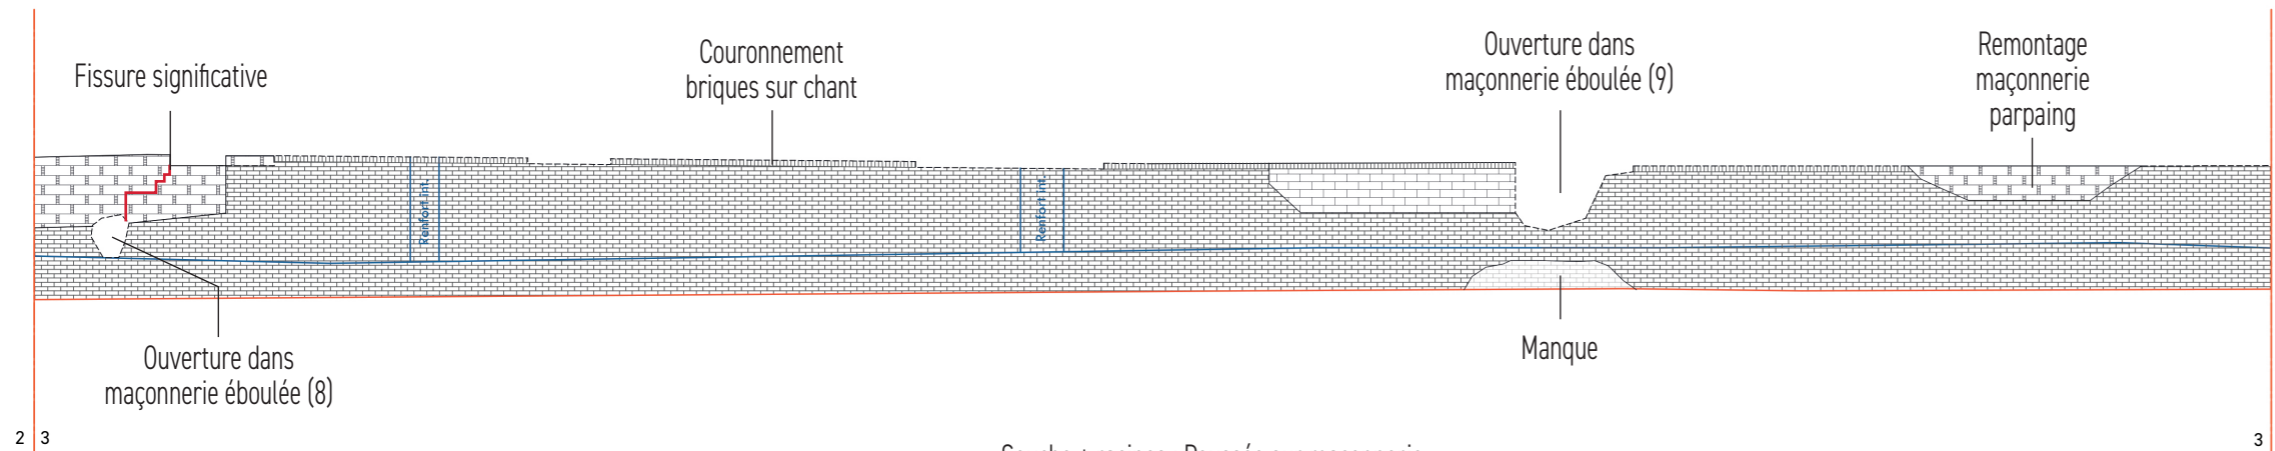 Fissure significative
Couronnement
briques sur chant
Ouverture dans
maçonnerie éboulée (9)
Remontage
maçonnerie
parpaing
Renfort int.
Renfort int.
Ouverture dans
maçonnerie éboulée (8)
Manque
2 3
3